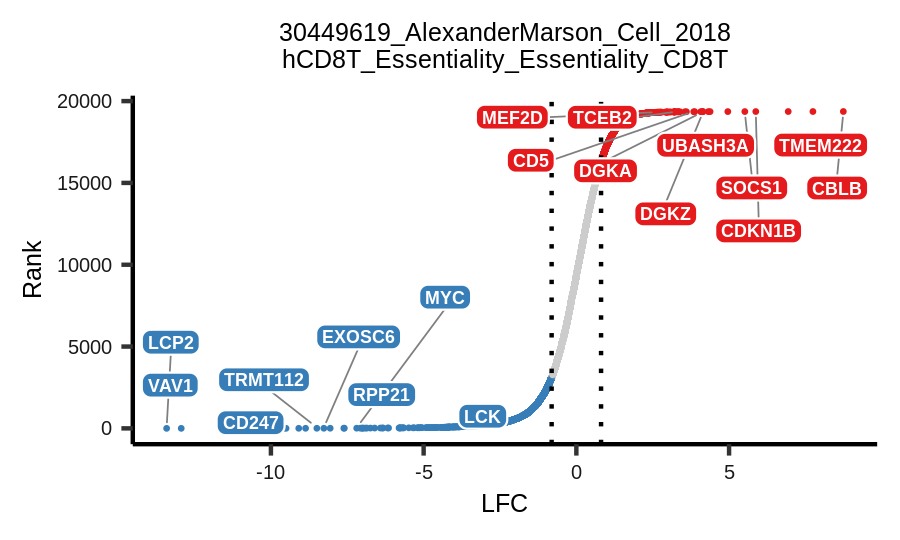 30449619_AlexanderMarson_Cell_2018
hCD8T_Essentiality_Essentiality_CD8T
20000
MEF2D
TCEB2
UBASH3A
TMEM222
CD5
DGKA
15000
SOCS1
CBLB
DGKZ
CDKN1B
Rank
10000
MYC
5000
LCP2
EXOSC6
TRMT112
VAV1
RPP21
CD247
LCK
0
-10
-5
0
5
LFC